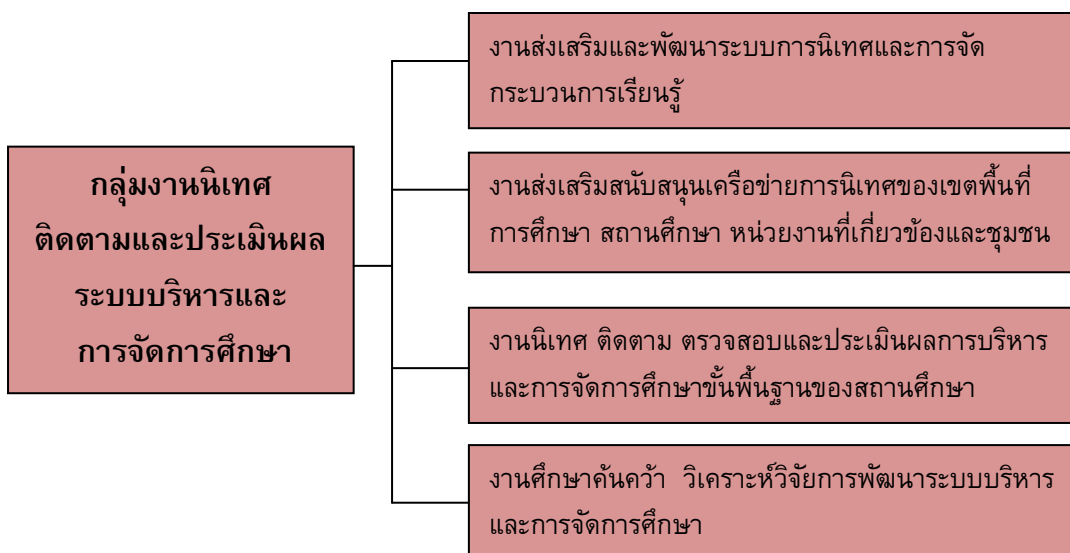 กลุ่มงานนิเทศ
ติดตามและประเมินผล
ระบบบริหารและ
การจัดการศึกษา
งานส่งเสริมและพัฒนาระบบการนิเทศและการจัด
กระบวนการเรียนรู้
งานส่งเสริมสนับสนุนเครือข่ายการนิเทศของเขตพื้นที่
การศึกษา สถานศึกษา หน่วยงานที่เกี่ยวข้องและชุมชน
งานนิเทศ ติดตาม ตรวจสอบและประเมินผลการบริหาร
และการจัดการศึกษาขั้นพื้นฐานของสถานศึกษา
งานศึกษาค้นคว้า วิเคราะห์วิจัยการพัฒนาระบบบริหาร
และการจัดการศึกษา